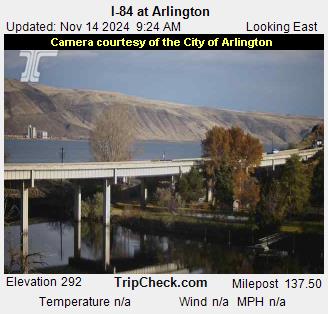 I-84 at Arlington
Updated: Nov 14 2024 9:24 AM Looking East
Camera courtesy of the City of Arlington
Elevation 292 TripCheck.com Milepost 137.50
Temperature n/a Wind n/a MPH n/a